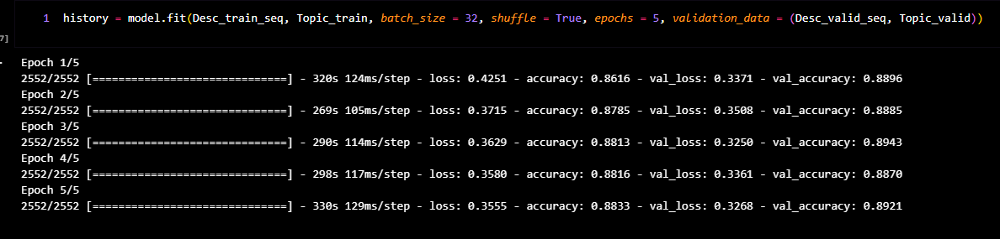 1 history = model.fit(Desc_train_seq, Topic_train, batch_size = 32, shuffle = True, epochs = 5, validation_data = (Desc_valid_seq, Topic_valid))
7]
Epoch 1/5
2552/2552 [==============================] - 320s 124ms/step - loss: 0.4251 - accuracy: 0.8616 - val_loss: 0.3371 - val_accuracy: 0.8896
Epoch 2/5
2552/2552 [==============================] - 269s 105ms/step - loss: 0.3715 - accuracy: 0.8785 - val_loss: 0.3508 - val_accuracy: 0.8885
Epoch 3/5
2552/2552 [==============================] - 290s 114ms/step - loss: 0.3629 - accuracy: 0.8813 - val_loss: 0.3250 - val_accuracy: 0.8943
Epoch 4/5
2552/2552 [==============================] - 298s 117ms/step - loss: 0.3580 - accuracy: 0.8816 - val_loss: 0.3361 - val_accuracy: 0.8870
Epoch 5/5
2552/2552 [==============================] - 330s 129ms/step - loss: 0.3555 - accuracy: 0.8833 - val_loss: 0.3268 - val_accuracy: 0.8921